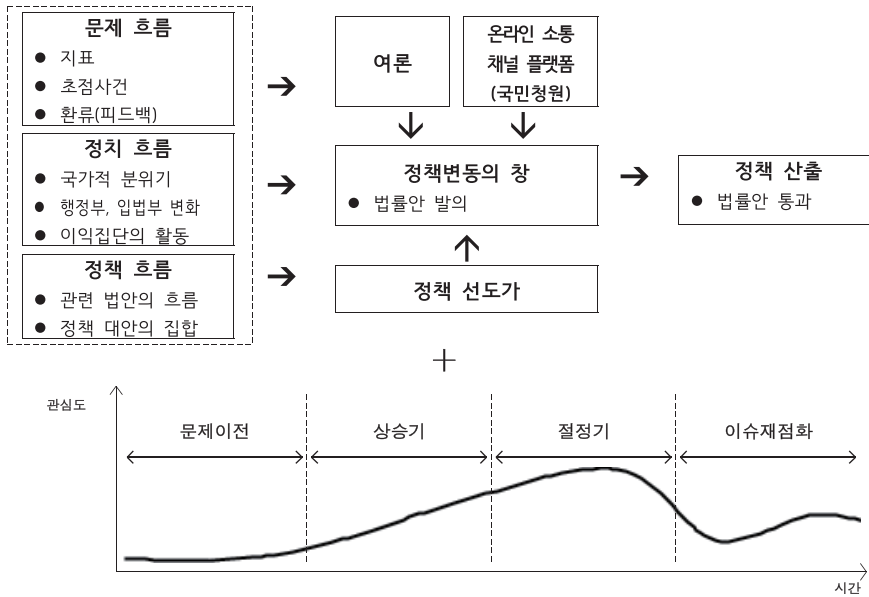 문제 흐름
● 지표
● 초점사건
● 환류(피드백)
정치 흐름
● 국가적 분위기
● 행정부, 입법부 변화
● 이익집단의 활동
정책 흐름
● 관련 법안의 흐름
● 정책 대안의 집합
여론
온라인 소통
채널 플랫폼
(국민청원)
정책변동의 창
● 법률안 발의
정책 선도가
정책 산출
● 법률안 통과
+
관심도
문제이전
상승기
절정기
이슈재점화
시간